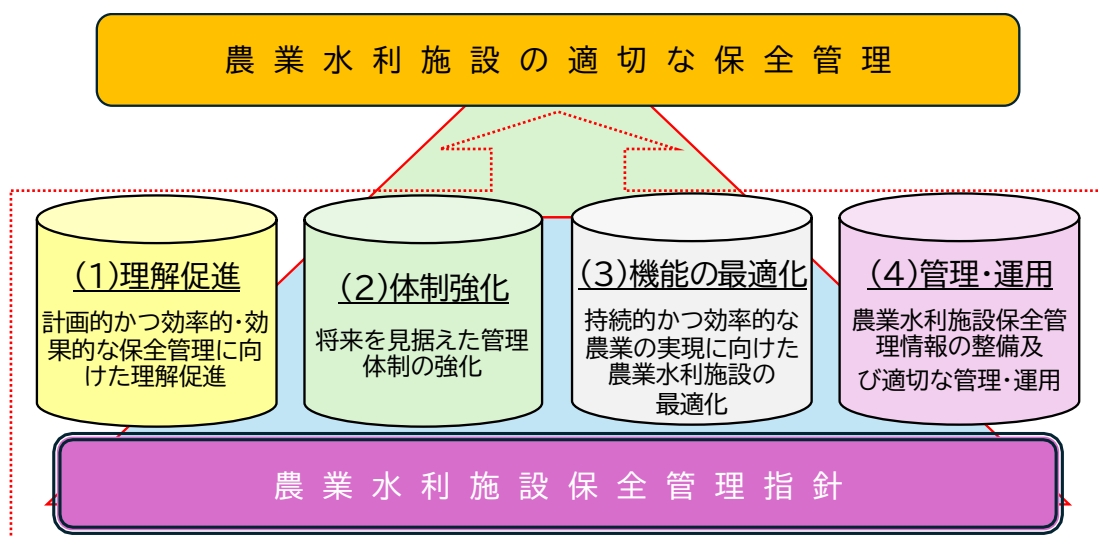 農業水利施設の適切な保全管理
(1)理解促進
計画的かつ効率的・効
果的な保全管理に向
けた理解促進
(2)体制強化
将来を見据えた管理
体制の強化
(3)機能の最適化
持続的かつ効率的な
農業の実現に向けた
農業水利施設の
最適化
(4)管理・運用
農業水利施設保全管
理情報の整備及
び適切な管理・運用
農業水利施設保全管理指針